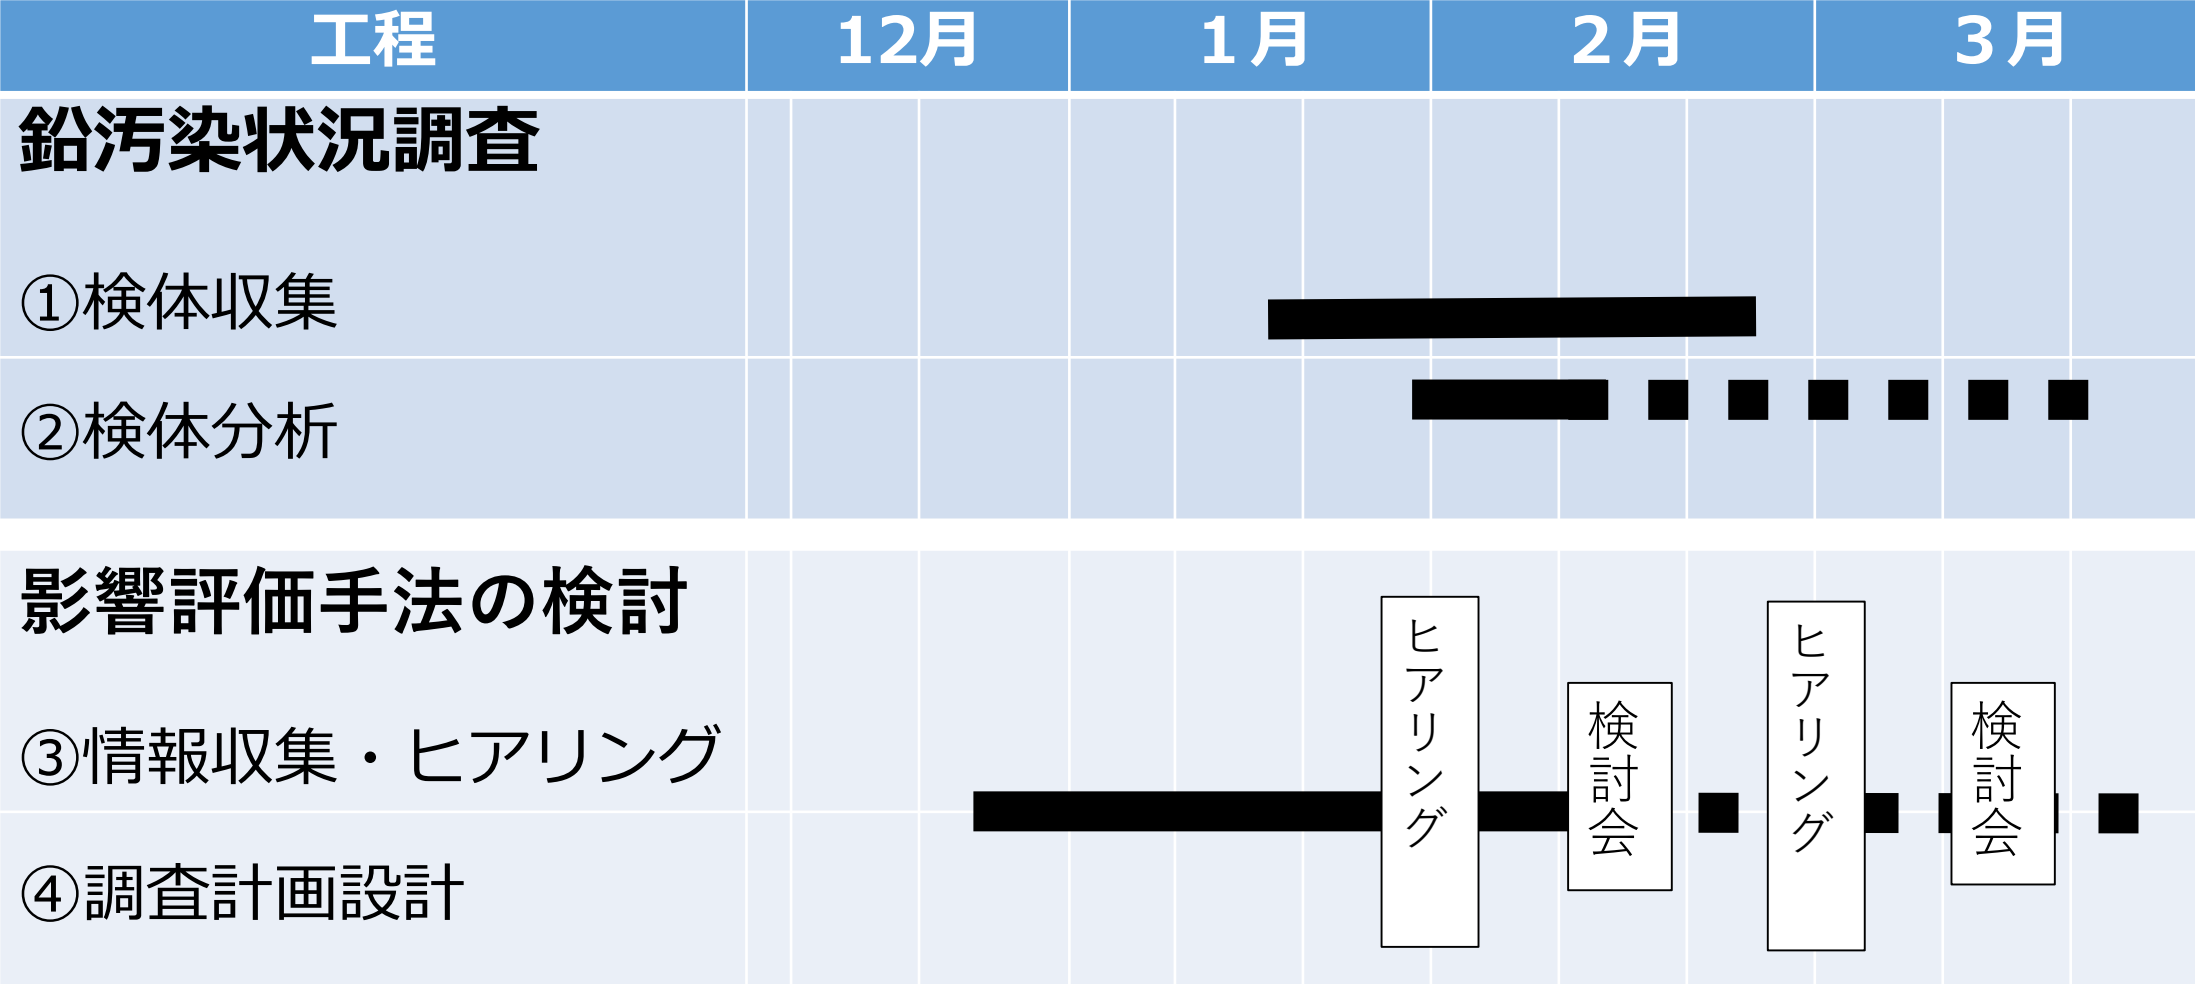 工程 12月 １月 ２月 ３月
鉛汚染状況調査
①検体収集
②検体分析
影響評価手法の検討
③情報収集・ヒアリング
④調査計画設計
ヒアリング
検討会
ヒアリング
検討会